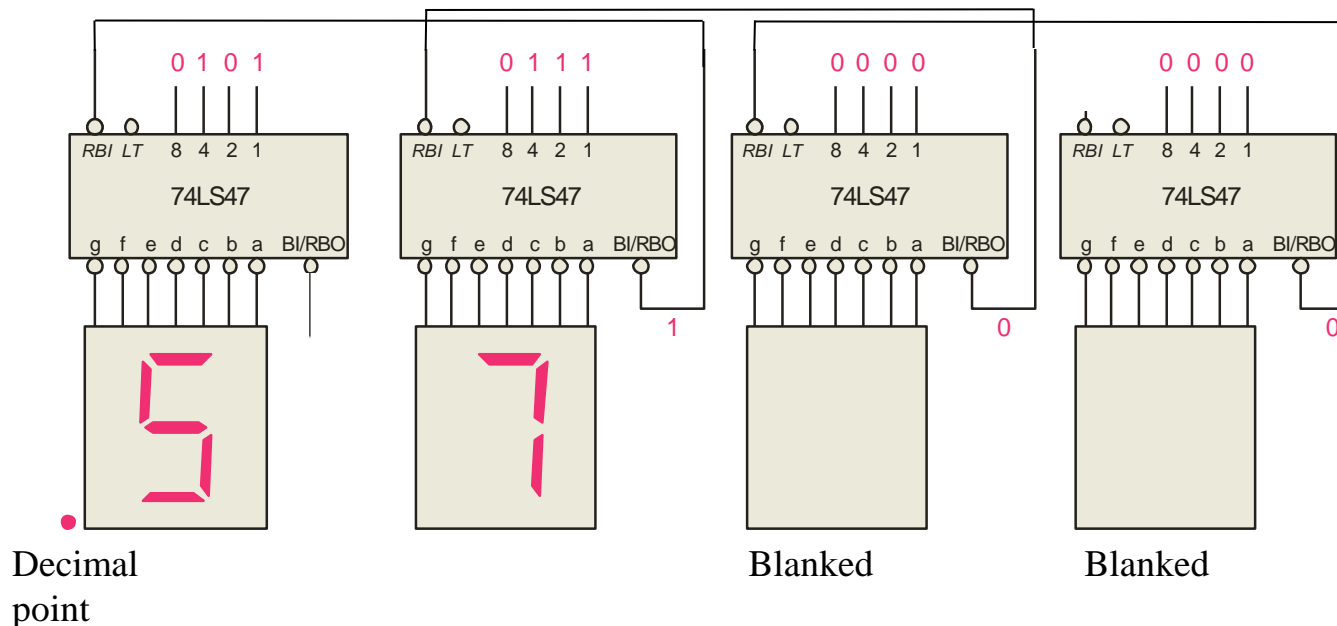 0 1 0 1 0 1 1 1 0 0 0 0 0 0 0 0
RBI LT 8 4 2 1 RBI LT 8 4 2 1 RBI LT 8 4 2 1 RBI LT 8 4 2 1
74LS47 74LS47 74LS47 74LS47
g f e d c b a BI/RBO g f e d c b a BI/RBO g f e d c b a BI/RBO g f e d c b a BI/RBO
1 0 0
5 7
Decimal Blanked Blanked
point